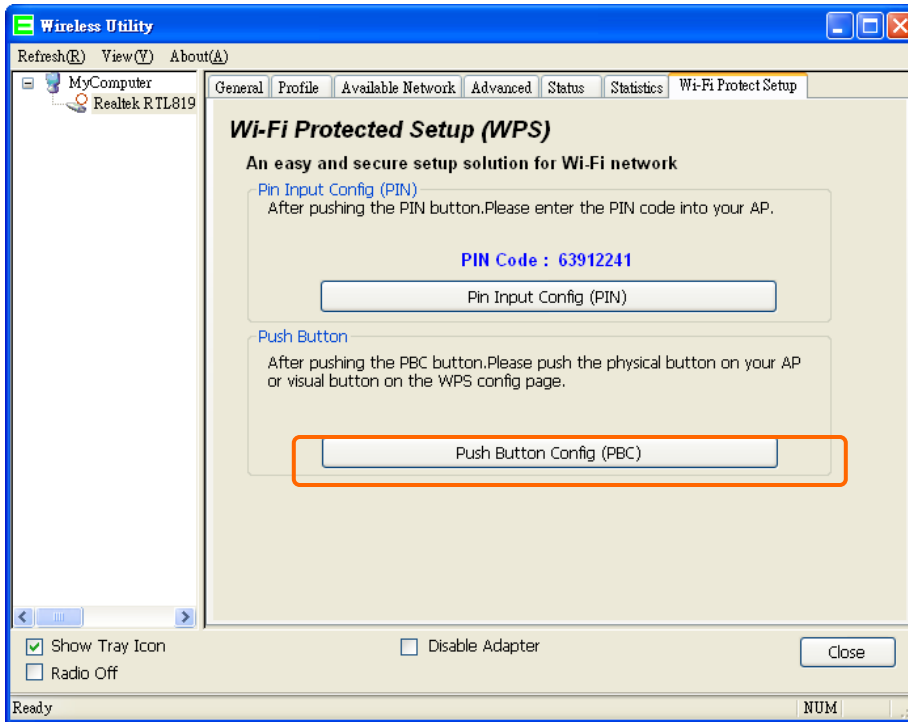 Wireless Utility
Refresh(R) View(V) About(A)
MyComputer
Realtek RTL819
General Profile Available Network Advanced Status Statistics Wi-Fi Protect Setup
Wi-Fi Protected Setup (WPS)
An easy and secure setup solution for Wi-Fi network
Pin Input Config (PIN)
After pushing the PIN button.Please enter the PIN code into your AP.
PIN Code : 63912241
Pin Input Config (PIN)
Push Button
After pushing the PBC button.Please push the physical button on your AP
or visual button on the WPS config page.
Push Button Config (PBC)
Show Tray Icon
Disable Adapter
Radio Off
Close
Ready
NUM